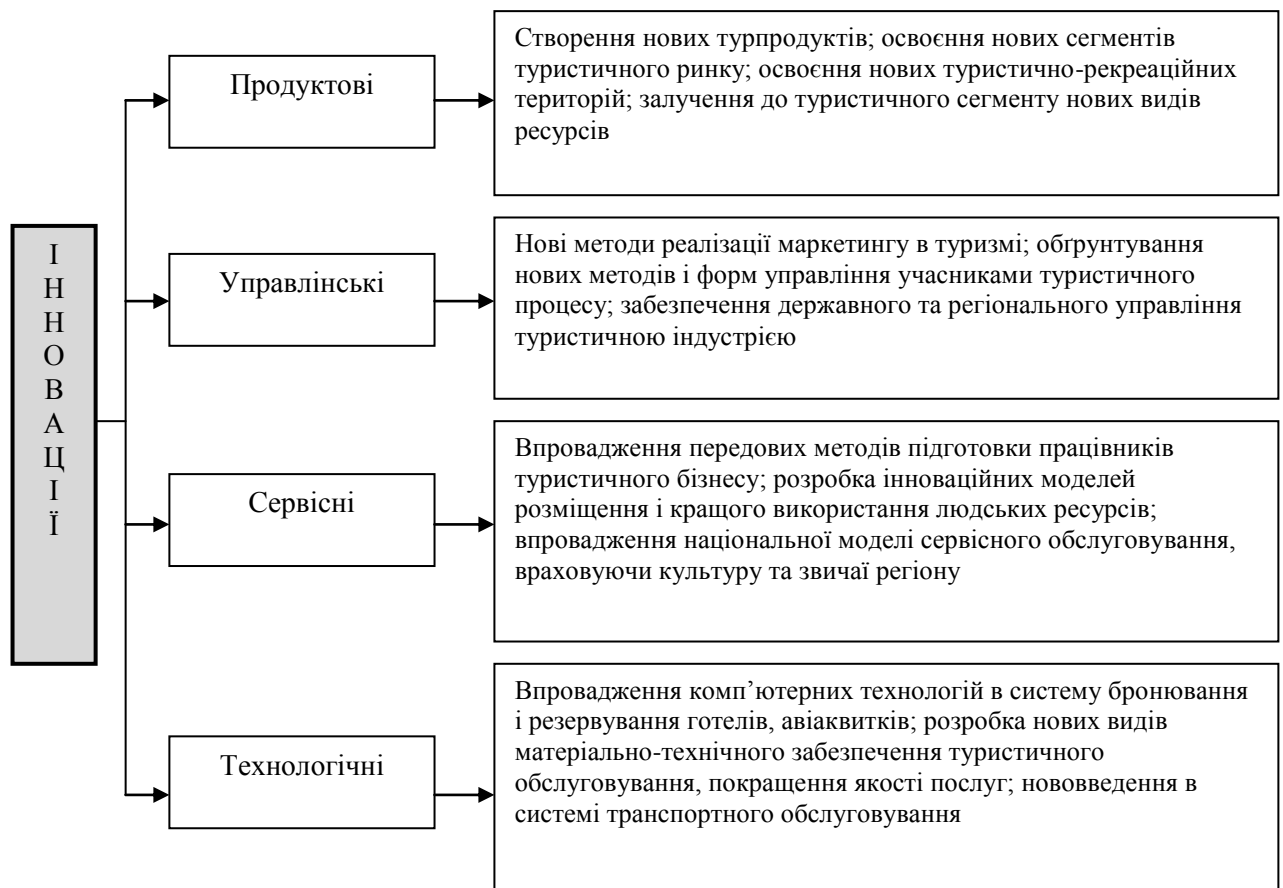 ІННОВАЦІЇ
Продуктові
Створення нових турпродуктів; освоєння нових сегментів
туристичного ринку; освоєння нових туристично-рекреаційних
територій; залучення до туристичного сегменту нових видів
ресурсів
Управлінські
Нові методи реалізації маркетингу в туризмі; обґрунтування
нових методів і форм управління учасниками туристичного
процесу; забезпечення державного та регіонального управління
туристичною індустрією
Сервісні
Впровадження передових методів підготовки працівників
туристичного бізнесу; розробка інноваційних моделей
розміщення і кращого використання людських ресурсів;
впровадження національної моделі сервісного обслуговування,
враховуючи культуру та звичаї регіону
Технологічні
Впровадження комп’ютерних технологій в систему бронювання
і резервування готелів, авіаквитків; розробка нових видів
матеріально-технічного забезпечення туристичного
обслуговування, покращення якості послуг; нововведення в
системі транспортного обслуговування